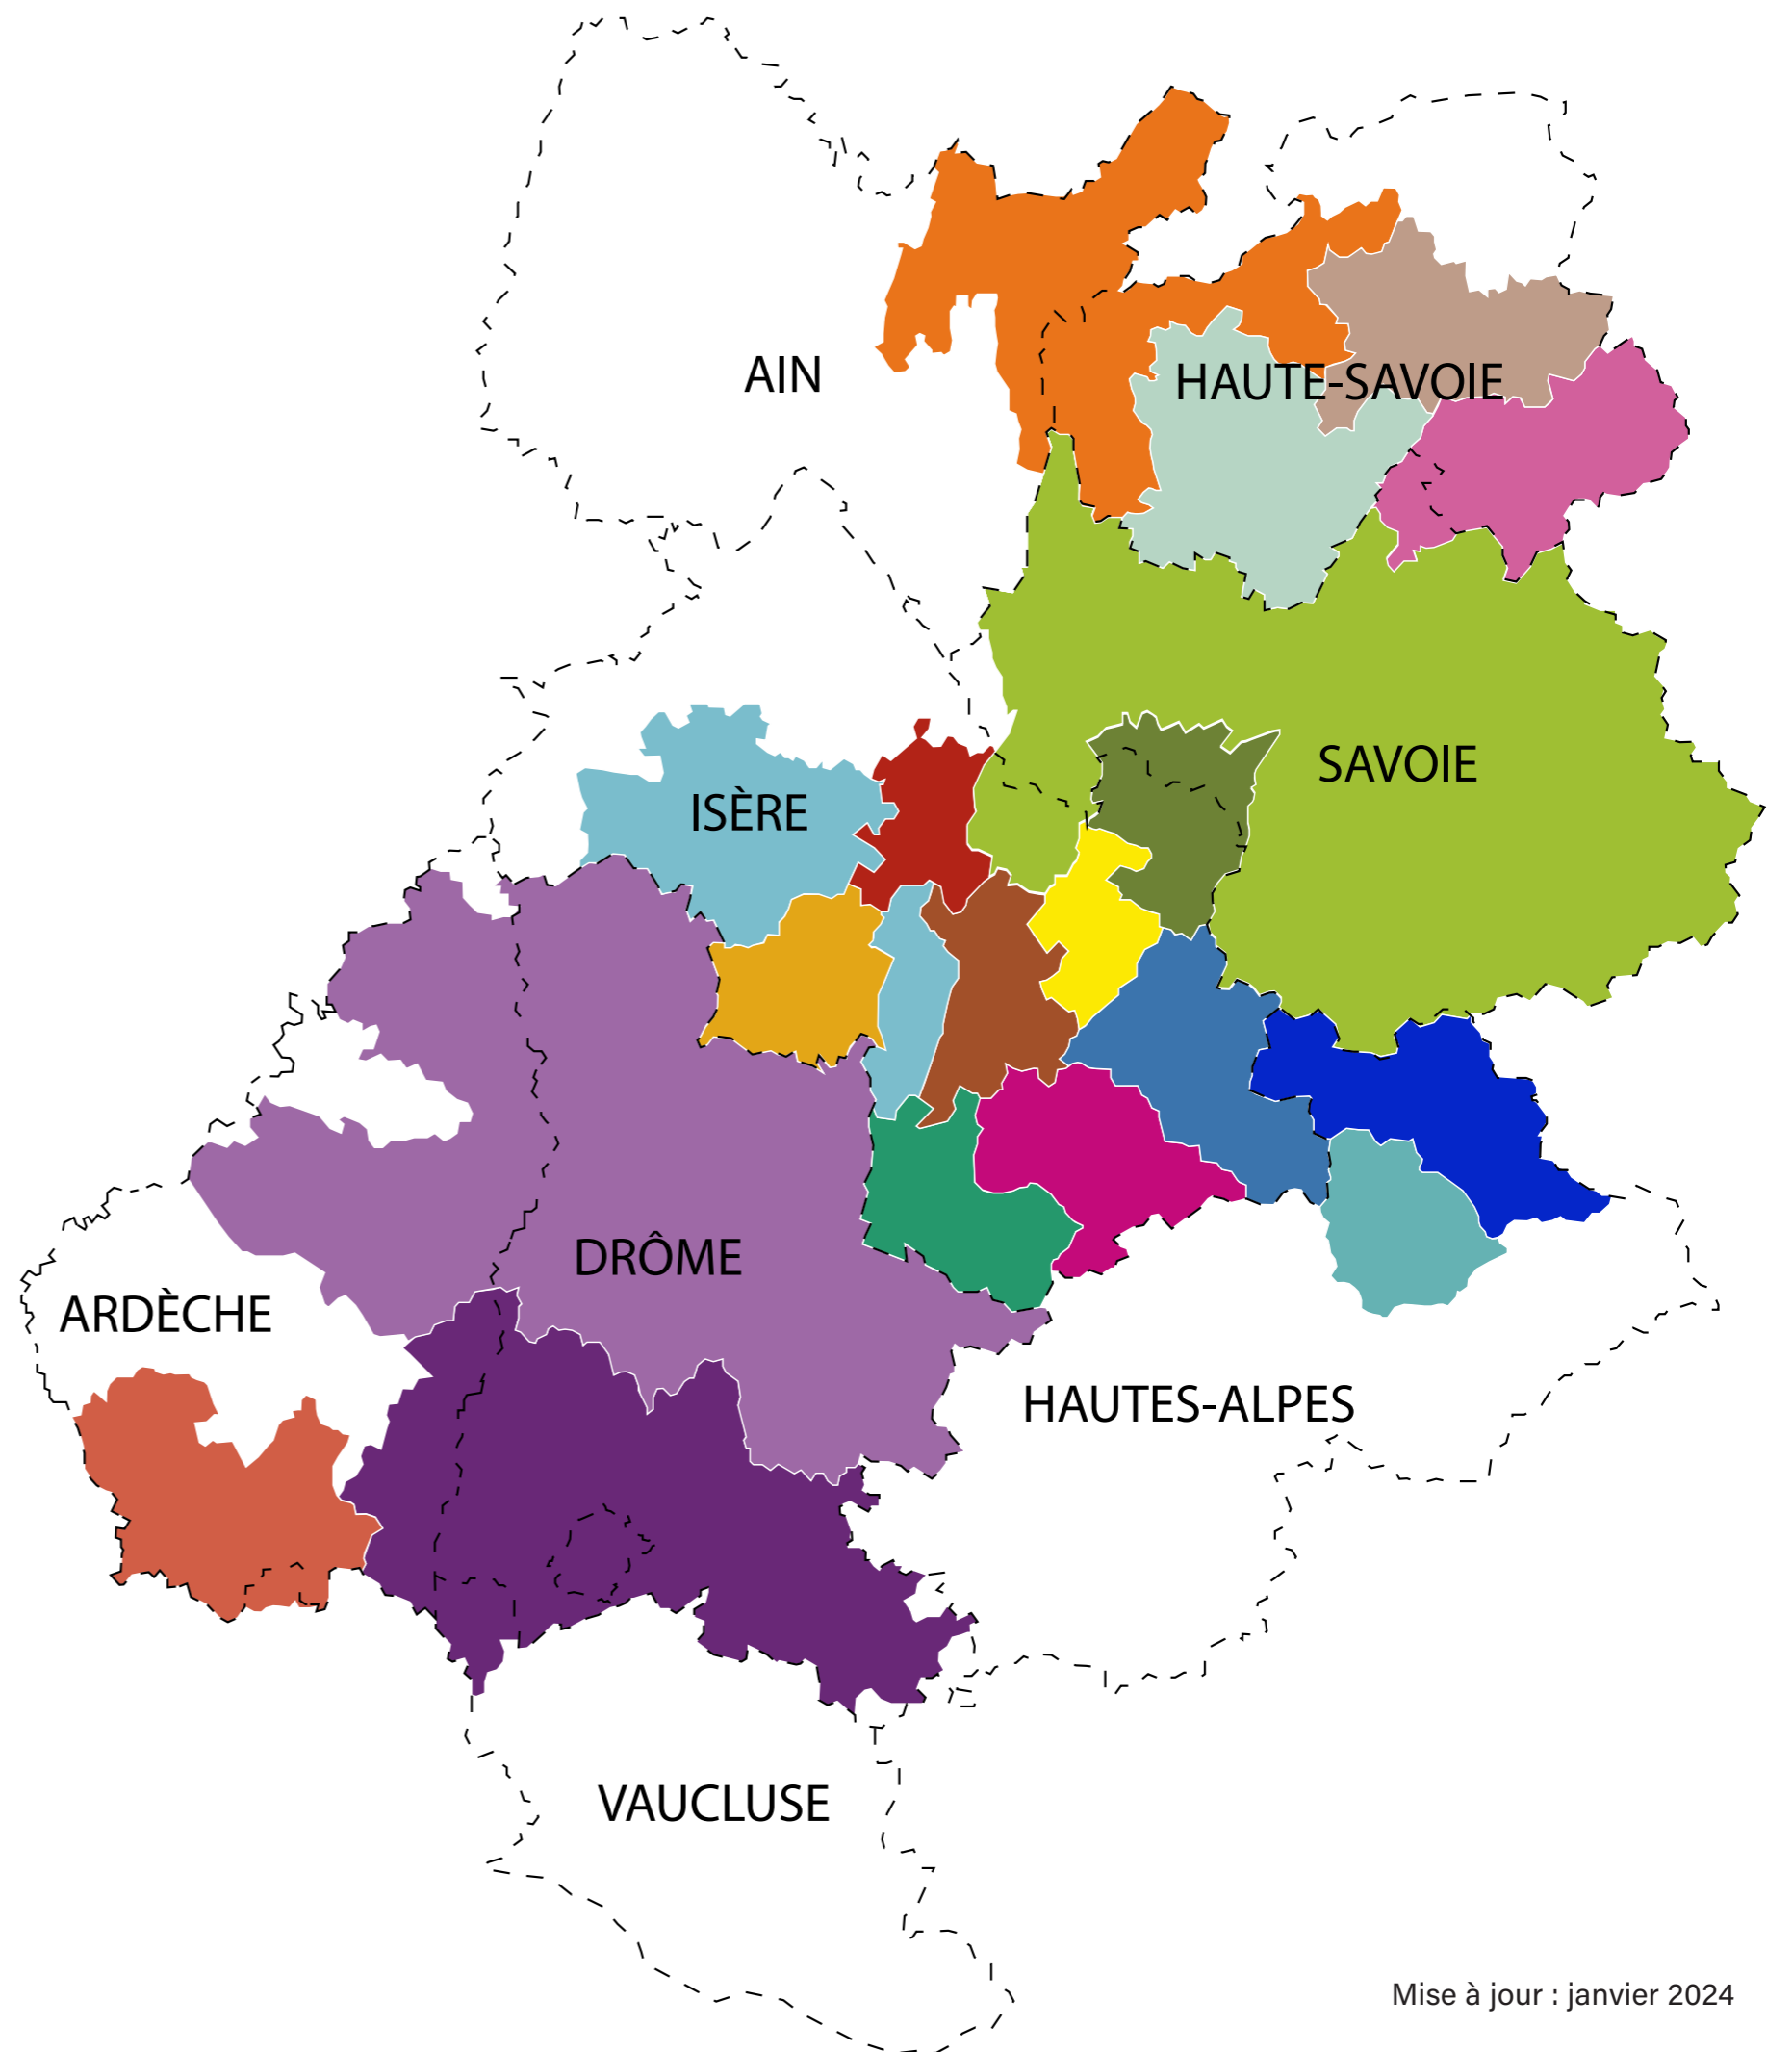 AIN
HAUTE-SAVOIE
SAVOIE
ISÈRE
DRÔME
ARDÈCHE
HAUTES-ALPES
VAUCLUSE
Mise à jour : janvier 2024